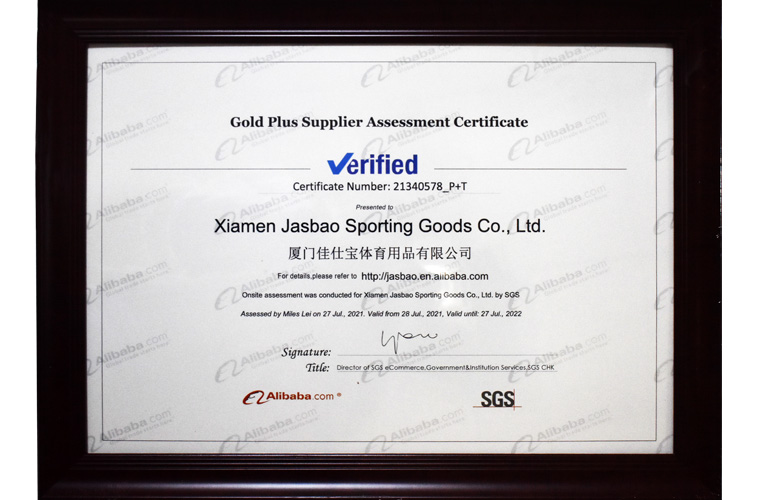 Gold Plus Supplier Assessment Certificate
Verified
Certificate Number: 21340578_P+T
Presented to
Xiamen Jasbao Sporting Goods Co., Ltd.
厦门佳仕宝体育用品有限公司
For details,please refer to http://jasbao.en.alibaba.com
Onsite assessment was conducted for Xiamen Jasbao Sporting Goods Co., Ltd. by SGS
Assessed by Miles Lei on 27 Jul., 2021. Valid from 28 Jul., 2021, Valid until: 27 Jul., 2022
Signature:
Title: Director of SGS eCommerce,Government&Institution Services,SGS CHK
Alibaba.com®
SGS